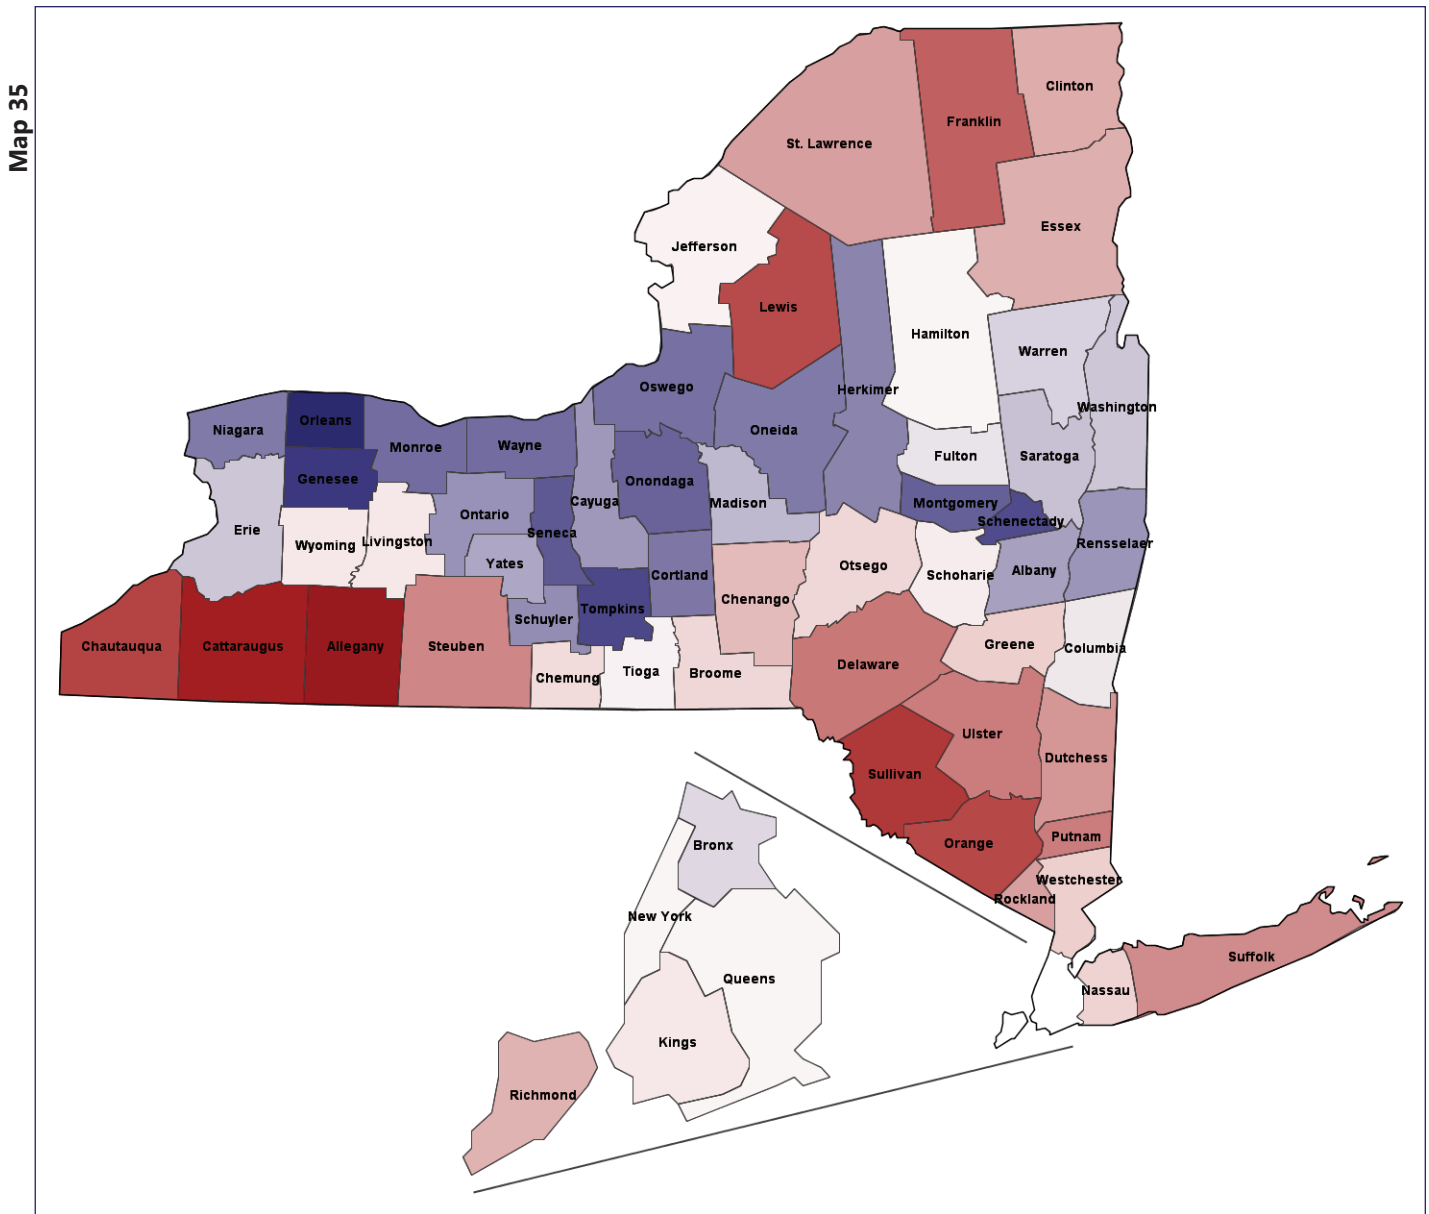 Map 35
Clinton
Franklin
St. Lawrence
Essex
Jefferson
Lewis
Hamilton
Warren
Oswego
Herkimer
Washington
Orleans
Niagara
Oneida
Monroe
Wayne
Fulton
Saratoga
Genesee
Onondaga
Cayuga
Madison
Montgomery
Ontario
Schenectady
Erie
Seneca
Wyoming
Livingston
Rensselaer
Yates
Otsego
Albany
Cortland
Schoharie
Chenango
Tompkins
Schuyler
Chautauqua
Cattaraugus
Allegany
Steuben
Greene
Columbia
Delaware
Tioga
Broome
Chemung
Ulster
Dutchess
Sullivan
Putnam
Orange
Bronx
Westchester
Rockland
New York
Suffolk
Queens
Nassau
Kings
Richmond